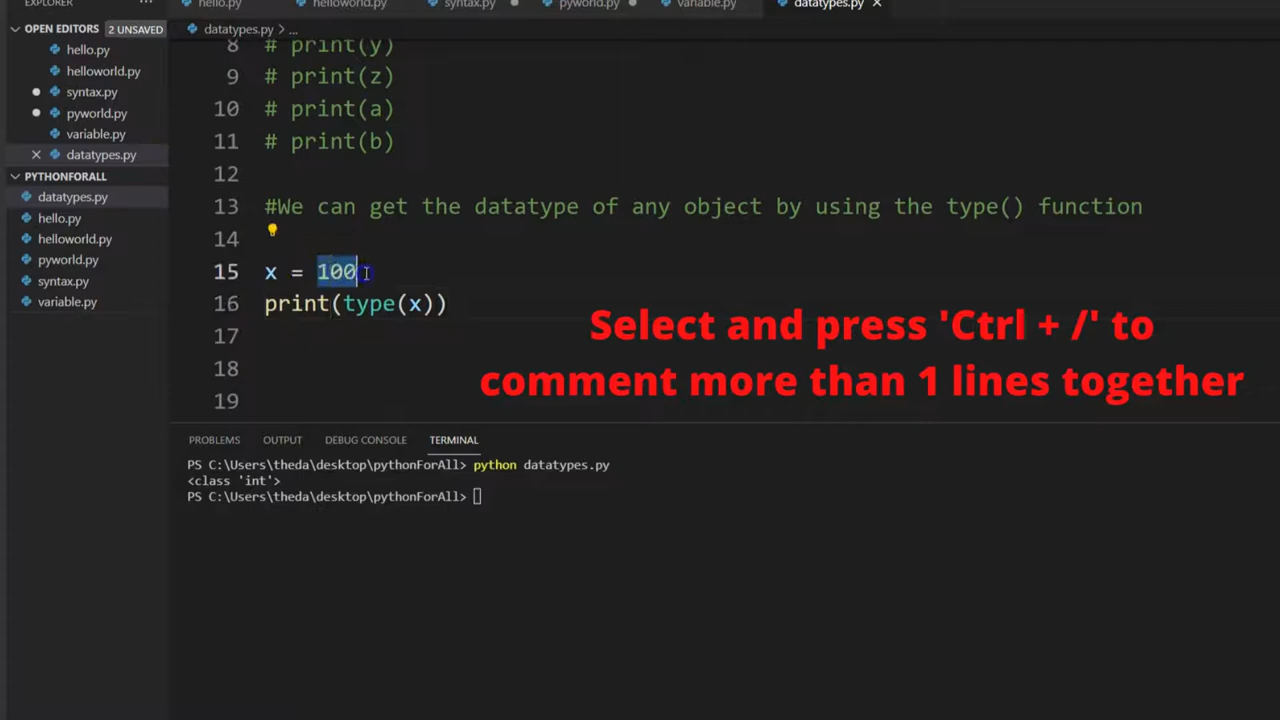 EXPLORER ...
hello.py helloworld.py syntax.py pyworld.py variable.py datatypes.py
OPEN EDITORS 2 UNSAVED
hello.py
helloworld.py
syntax.py
pyworld.py
variable.py
datatypes.py
PYTHONFORALL
datatypes.py
hello.py
helloworld.py
pyworld.py
syntax.py
variable.py
datatypes.py > ...
8 # print(y)
9 # print(z)
10 # print(a)
11 # print(b)
12
13 #We can get the datatype of any object by using the type() function
14
15 x = 100
16 print(type(x))
17
18
19
Select and press 'Ctrl + /' to
comment more than 1 lines together
PROBLEMS OUTPUT DEBUG CONSOLE TERMINAL
PS C:\Users\theda\desktop\pythonForAll> python datatypes.py
<class 'int'>
PS C:\Users\theda\desktop\pythonForAll>